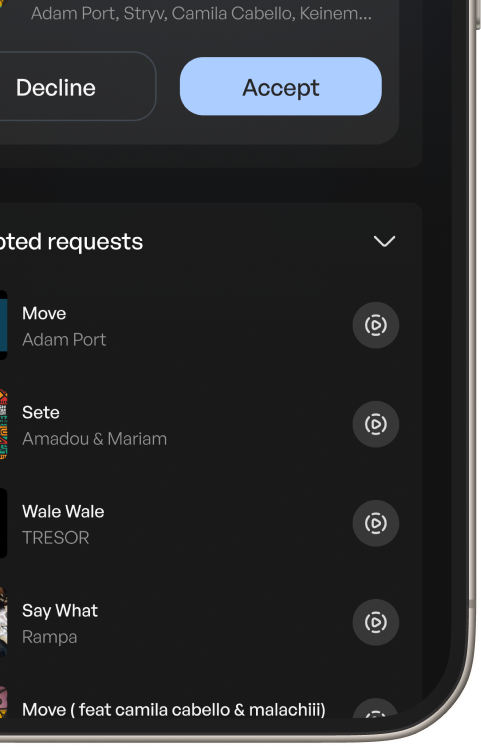 Adam Port, Stryv, Camila Cabello, Keinem...
Decline
Accept
pted requests
Move
Adam Port
Sete
Amadou & Mariam
Wale Wale
TRESOR
Say What
Rampa
Move ( feat camila cabello & malachiii)